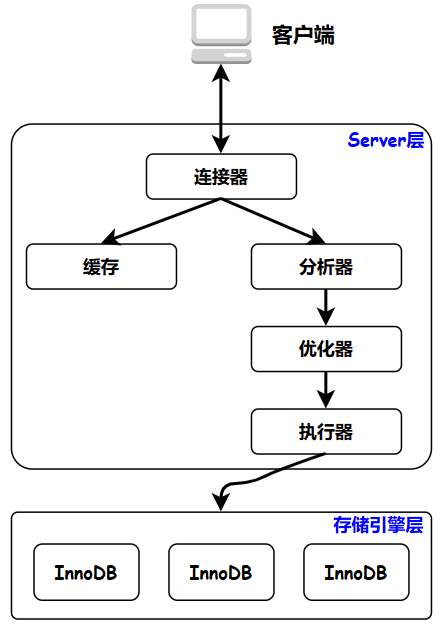 客户端
Server层
连接器
缓存
分析器
优化器
执行器
存储引擎层
InnoDB
InnoDB
InnoDB